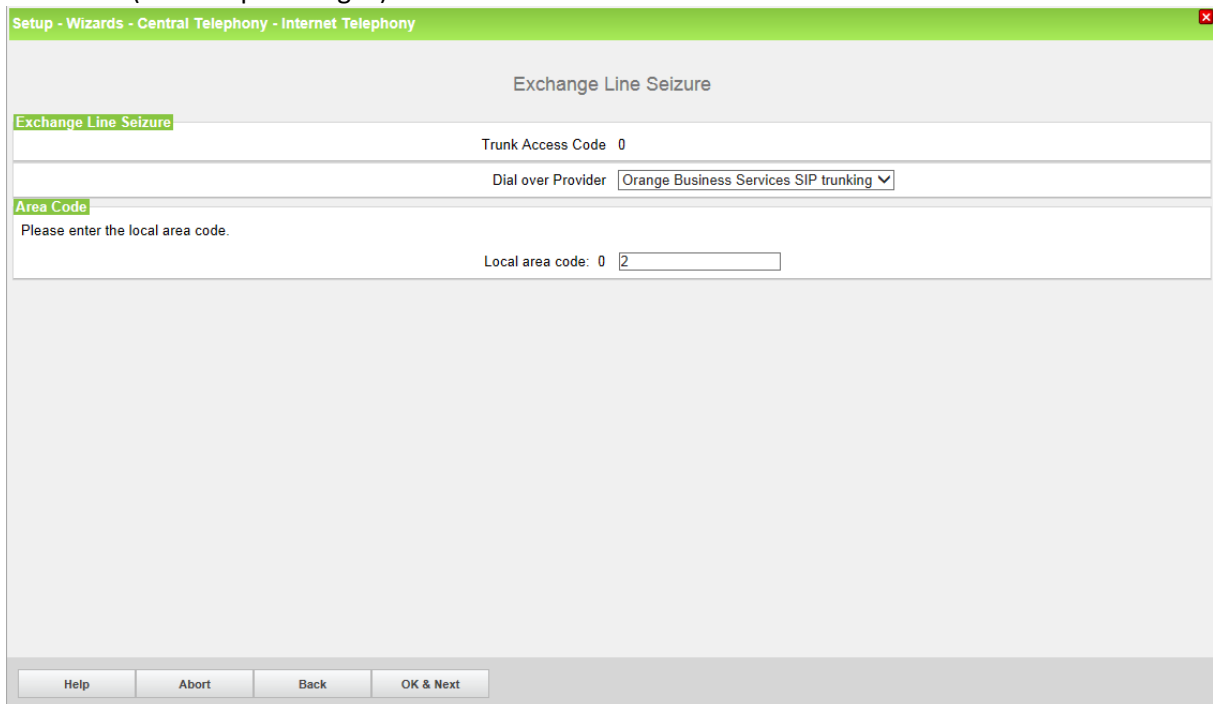 Setup - Wizards - Central Telephony - Internet Telephony
Exchange Line Seizure
Exchange Line Seizure
Trunk Access Code 0
Dial over Provider Orange Business Services SIP trunking
Area Code
Please enter the local area code.
Local area code: 0 2
Help Abort Back OK & Next